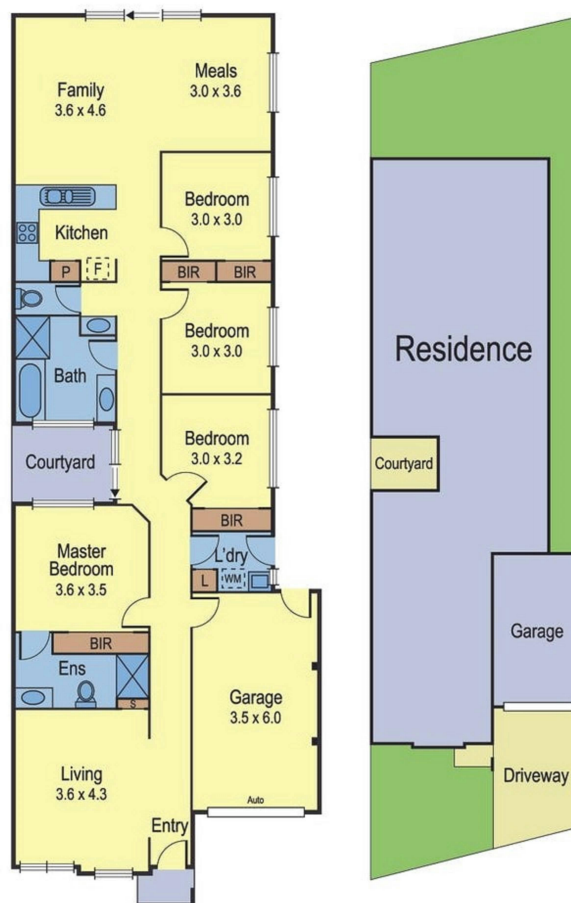 Family
3.6 x 4.6
Meals
3.0 x 3.6
Bedroom
3.0 x 3.0
Kitchen
P
F
BIR
BIR
Bedroom
3.0 x 3.0
Bath
Bedroom
3.0 x 3.2
Courtyard
BIR
Master
Bedroom
3.6 x 3.5
L'dry
L
WM
BIR
Ens
S
Garage
3.5 x 6.0
Living
3.6 x 4.3
Auto
Entry
Residence
Courtyard
Garage
Driveway